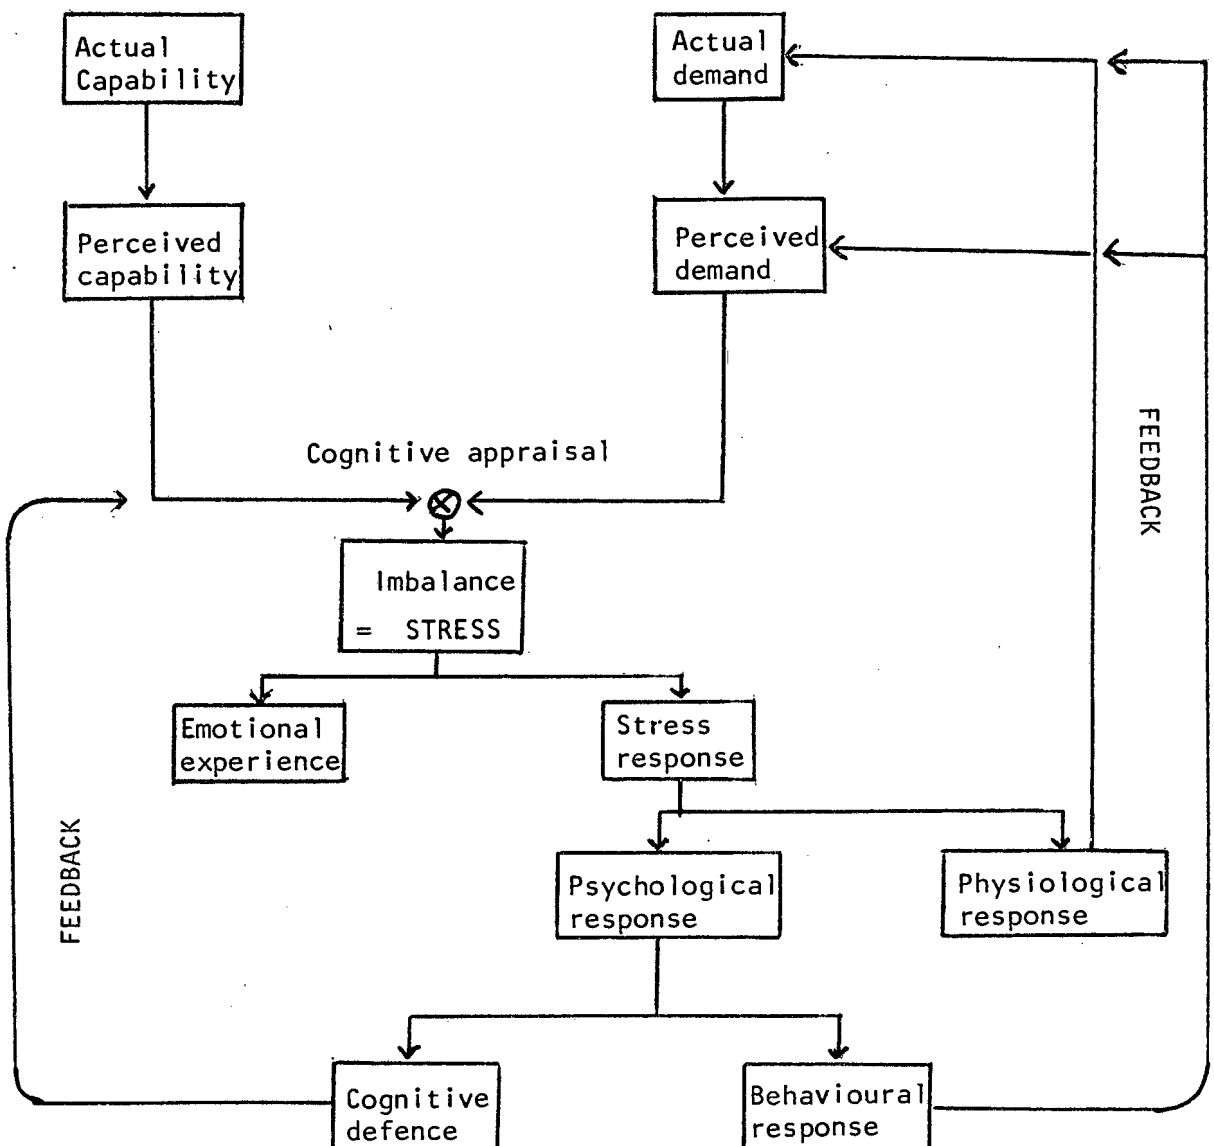 Actual
Capability
Actual
demand
Perceived
capability
Perceived
demand
Cognitive appraisal
FEEDBACK
Imbalance
= STRESS
Emotional
experience
Stress
response
FEEDBACK
Psychological
response
Physiological
response
Cognitive
defence
Behavioural
response